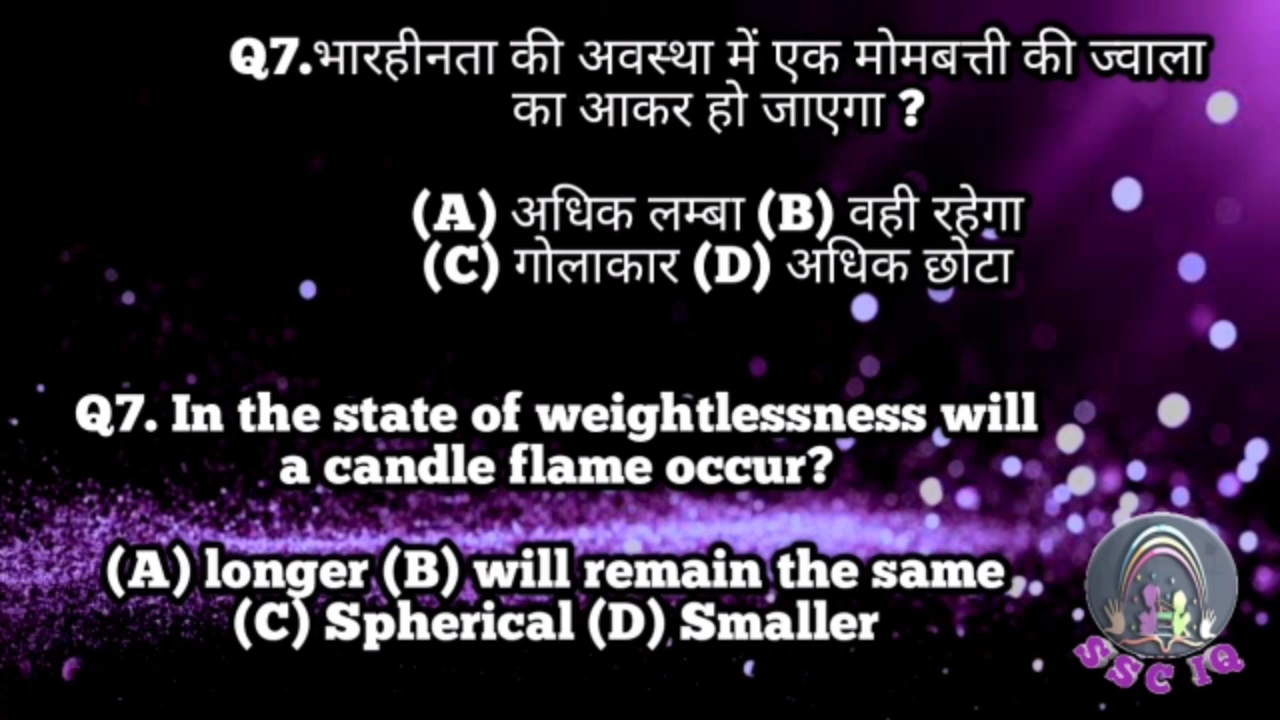 Q7.भारहीनता की अवस्था में एक मोमबत्ती की ज्वाला
का आकर हो जाएगा ?
(A) अधिक लम्बा (B) वही रहेगा
(C) गोलाकार (D) अधिक छोटा
Q7. In the state of weightlessness will
a candle flame occur?
(A) longer (B) will remain the same
(C) Spherical (D) Smaller
SSC IQ